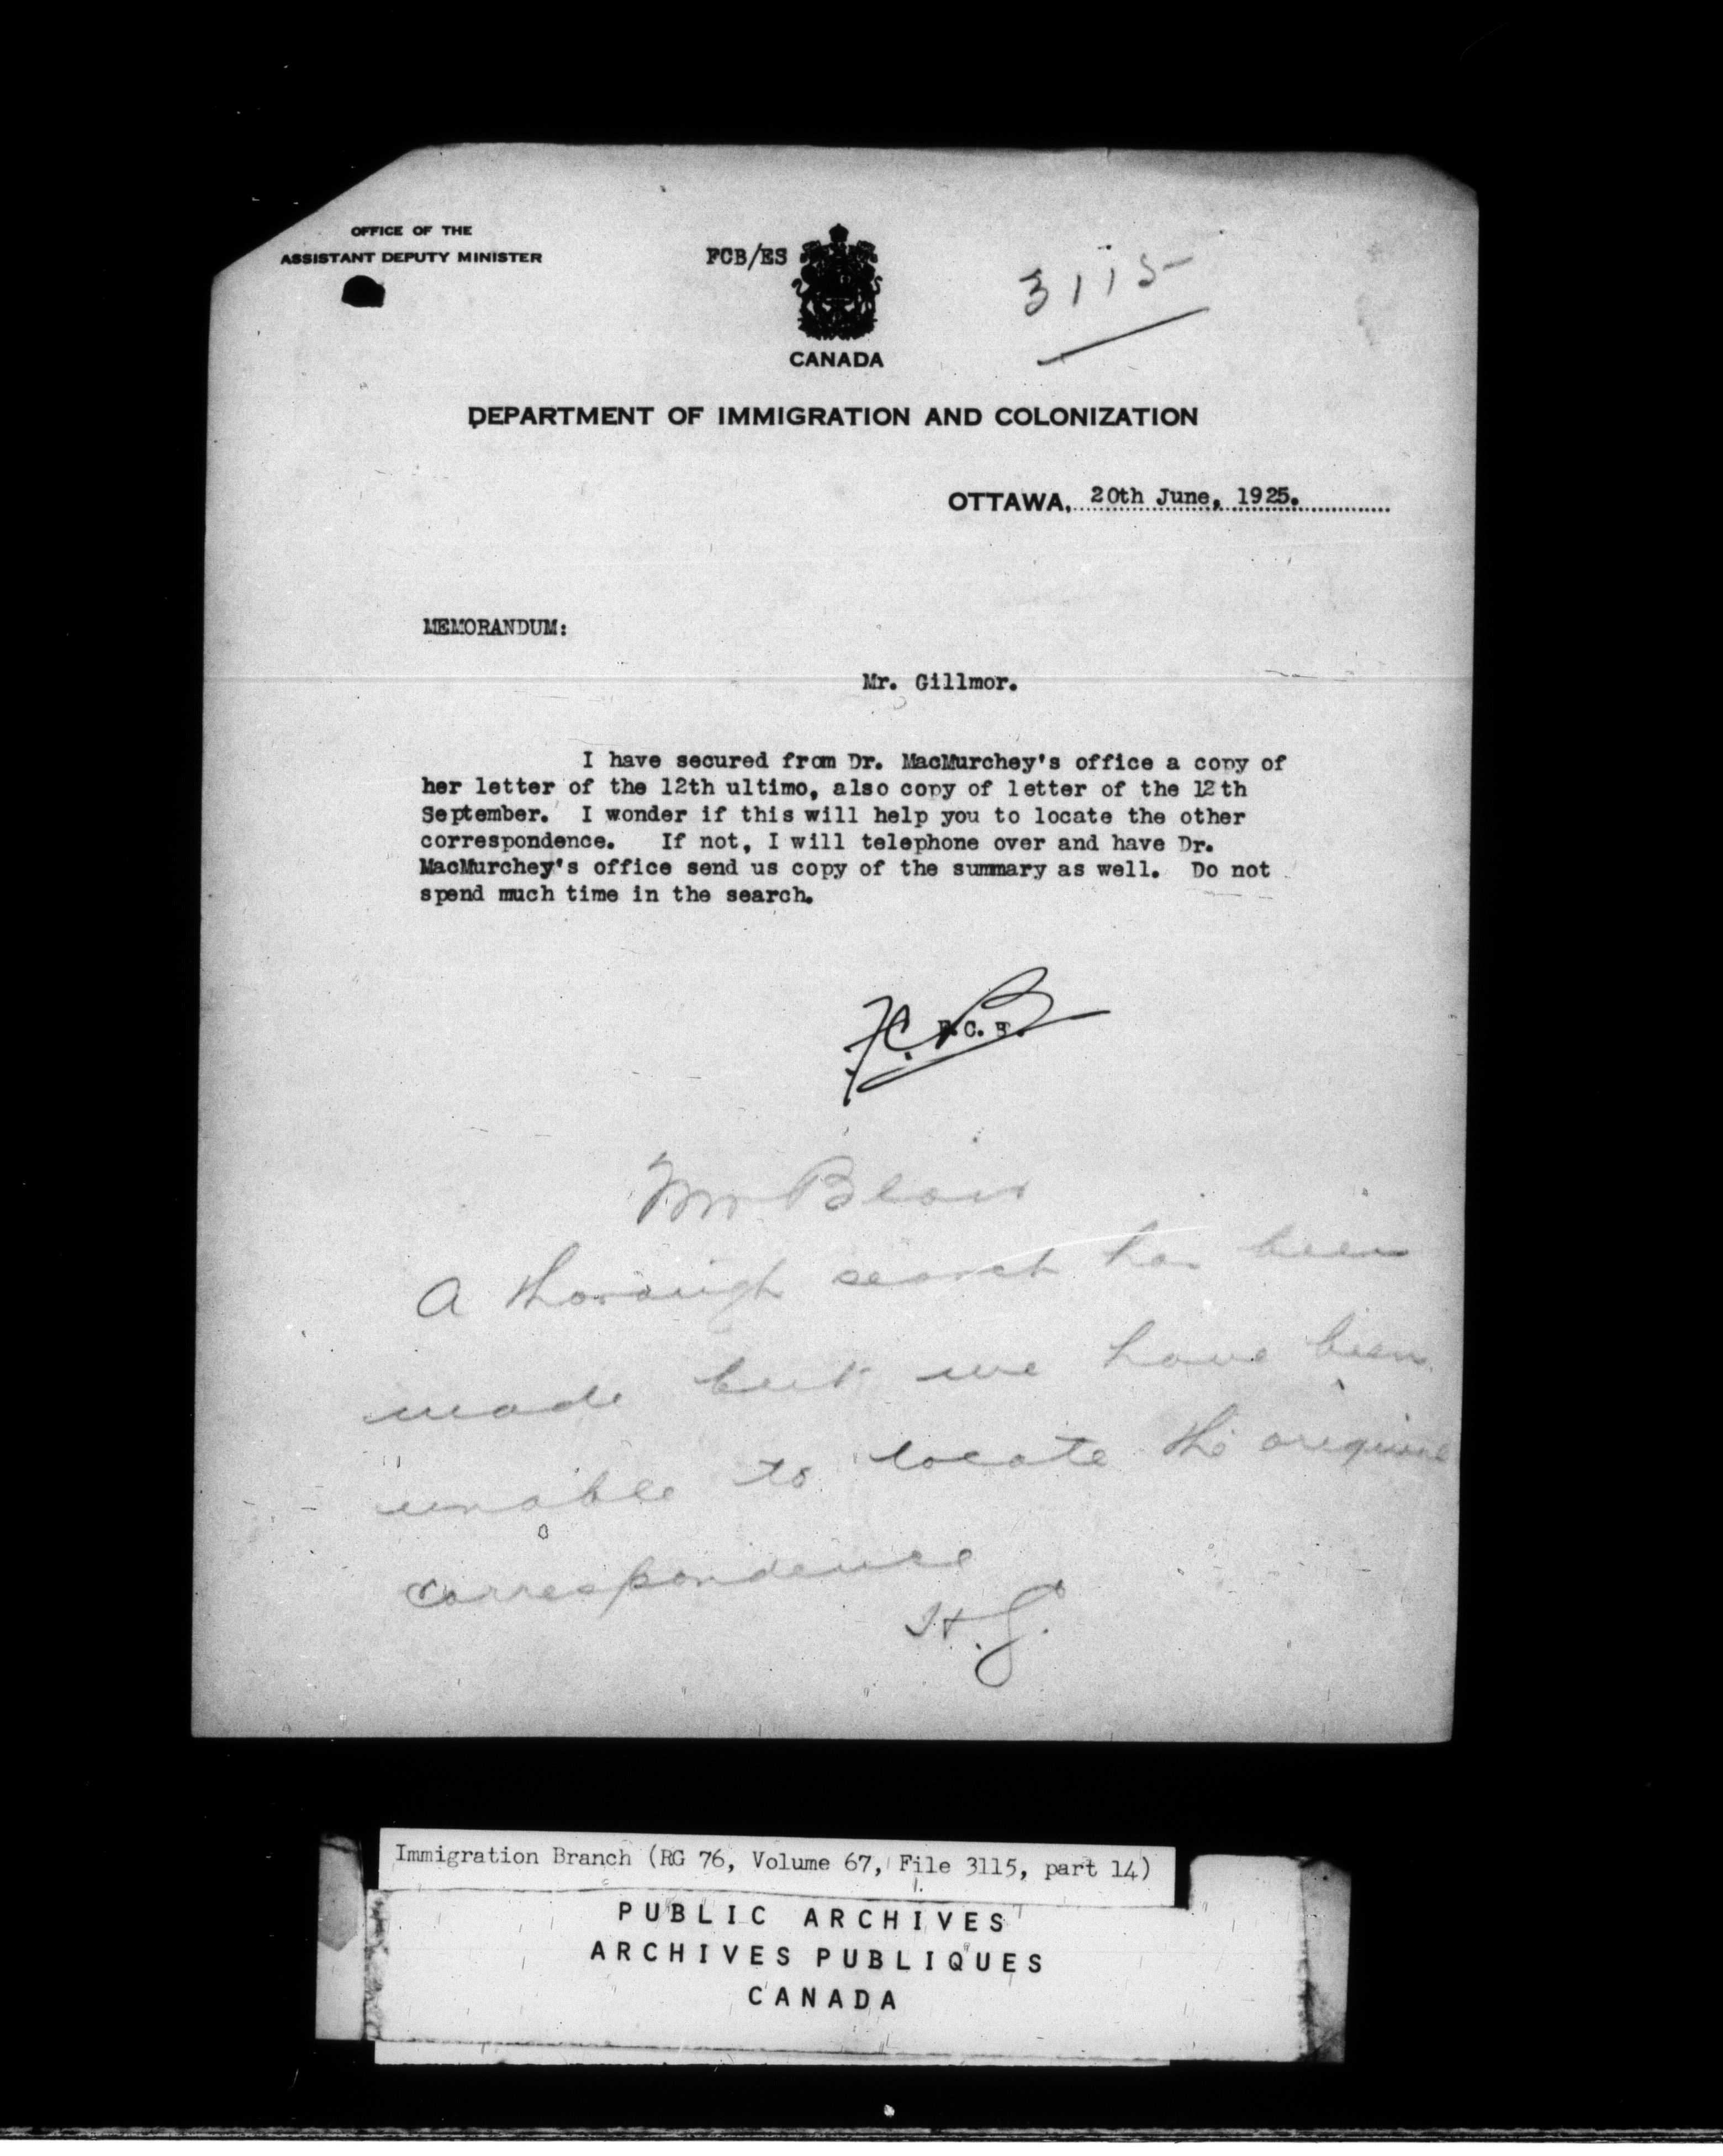 OFFICE OF THE
ASSISTANT DEPUTY MINISTER
FCB/ES
3115
CANADA
DEPARTMENT OF IMMIGRATION AND COLONIZATION
OTTAWA, 20th June, 1925.
MEMORANDUM:
Mr. Gillmor.
I have secured from Dr. MacMurchey's office a copy of
her letter of the 12th ultimo, also copy of letter of the 12th
September. I wonder if this will help you to locate the other
correspondence. If not, I will telephone over and have Dr.
MacMurchey's office send us copy of the summary as well. Do not
spend much time in the search.
F.C.B.
F.C.B.
Mr Blair
A thorough search has been
made but we have been
unable to locate the original
correspondence
H.G.
Immigration Branch (RG 76, Volume 67, File 3115, part 14)
PUBLIC ARCHIVES
ARCHIVES PUBLIQUES
CANADA